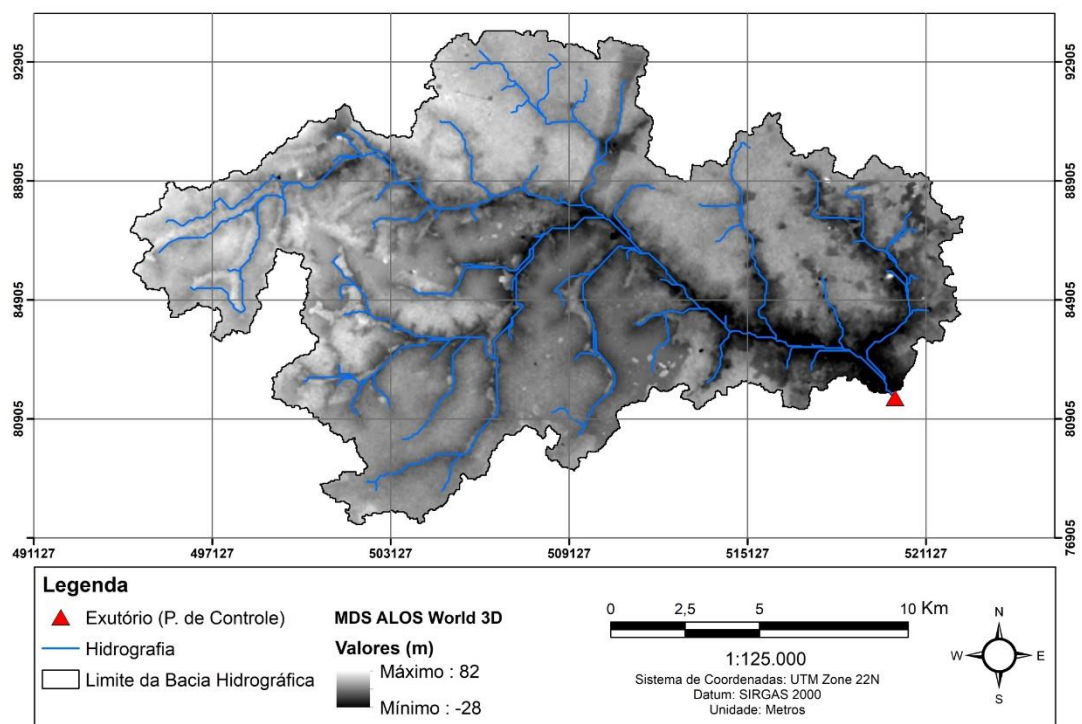 92905
92905
88905
88905
84905
84905
80905
80905
76905
491127
497127
503127
509127
515127
521127
Legenda
Exutório (P. de Controle)
Hidrografia
Limite da Bacia Hidrográfica
MDS ALOS World 3D
Valores (m)
Máximo : 82
Mínimo : -28
0 2,5 5 10 Km
1:125.000
Sistema de Coordenadas: UTM Zone 22N
Datum: SIRGAS 2000
Unidade: Metros
N
W E
S